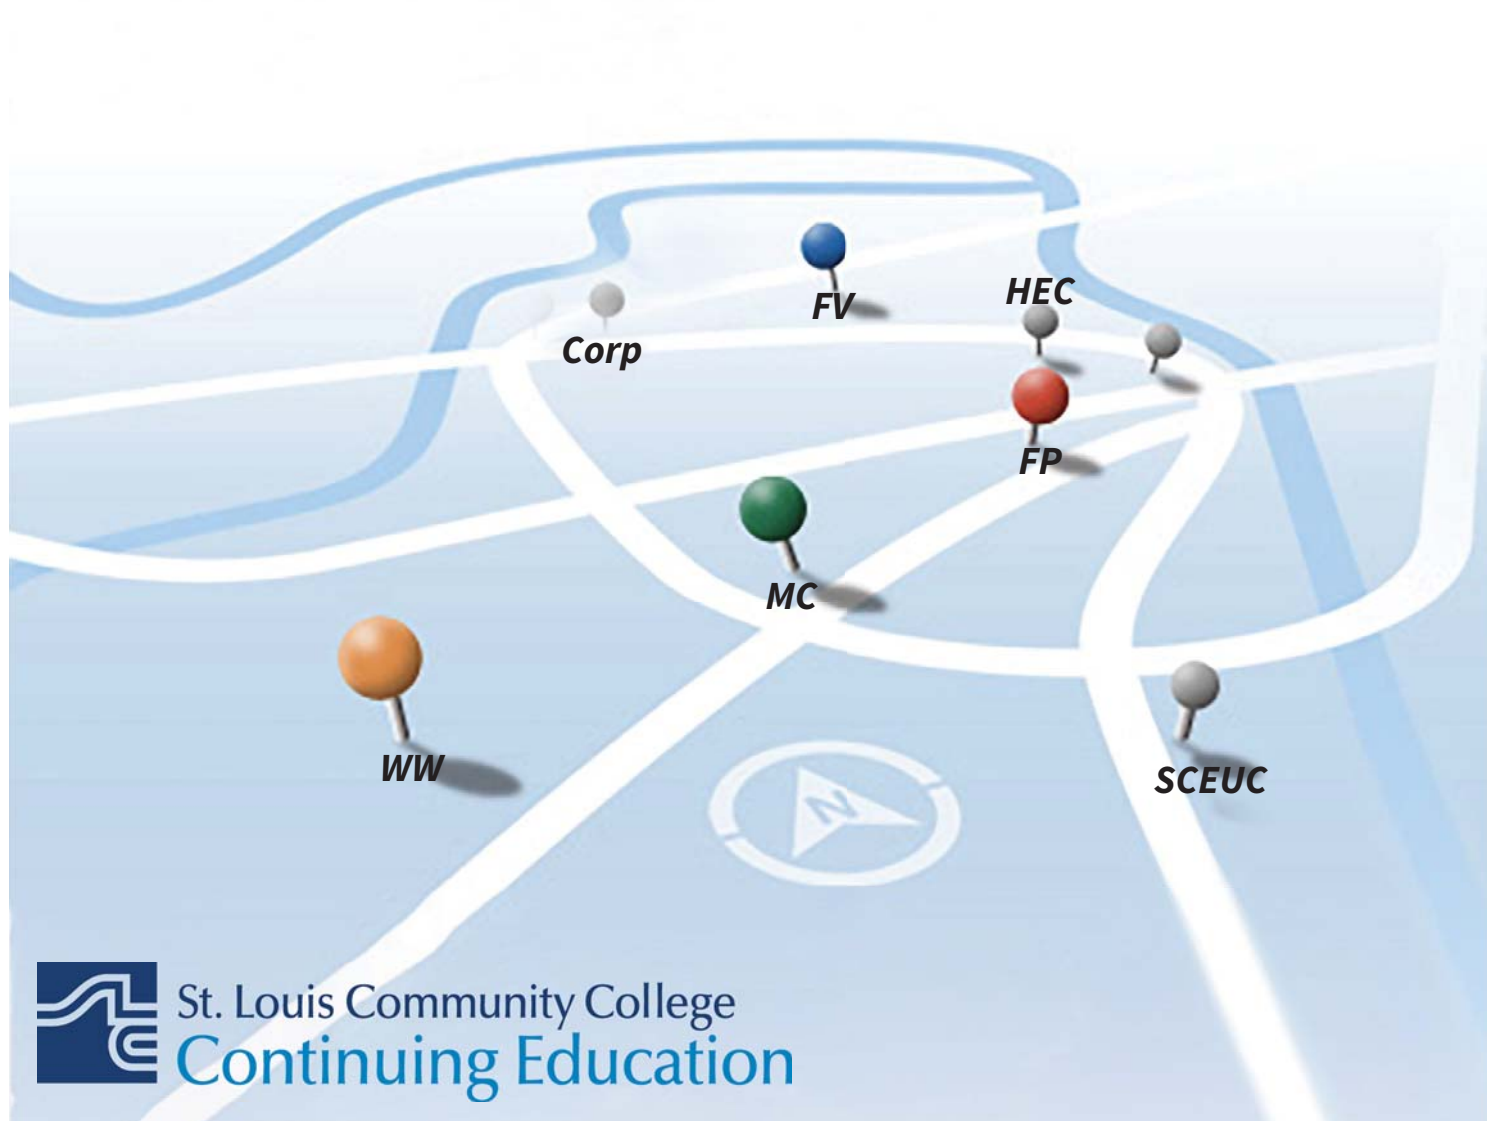 HEC
FV
Corp
FP
MC
WW
SCEUC
N
St. Louis Community College
Continuing Education